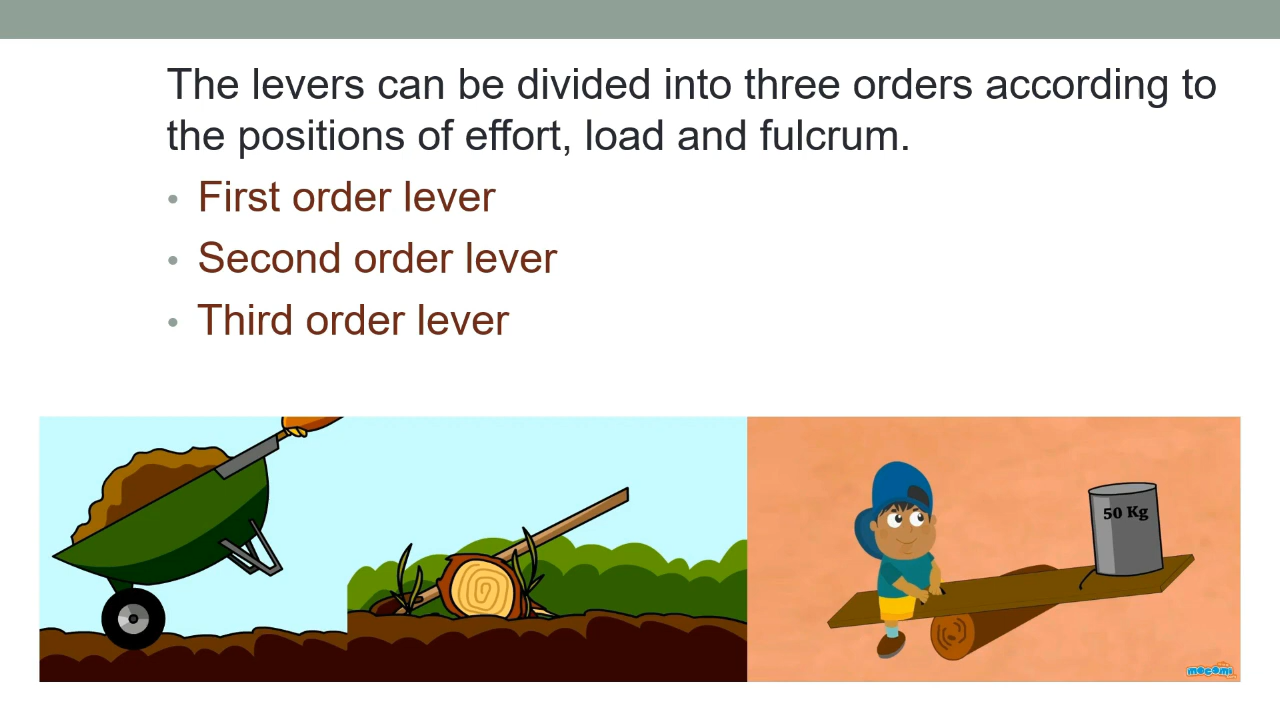 The levers can be divided into three orders according to
the positions of effort, load and fulcrum.
• First order lever
• Second order lever
• Third order lever
50 Kg
mocomi